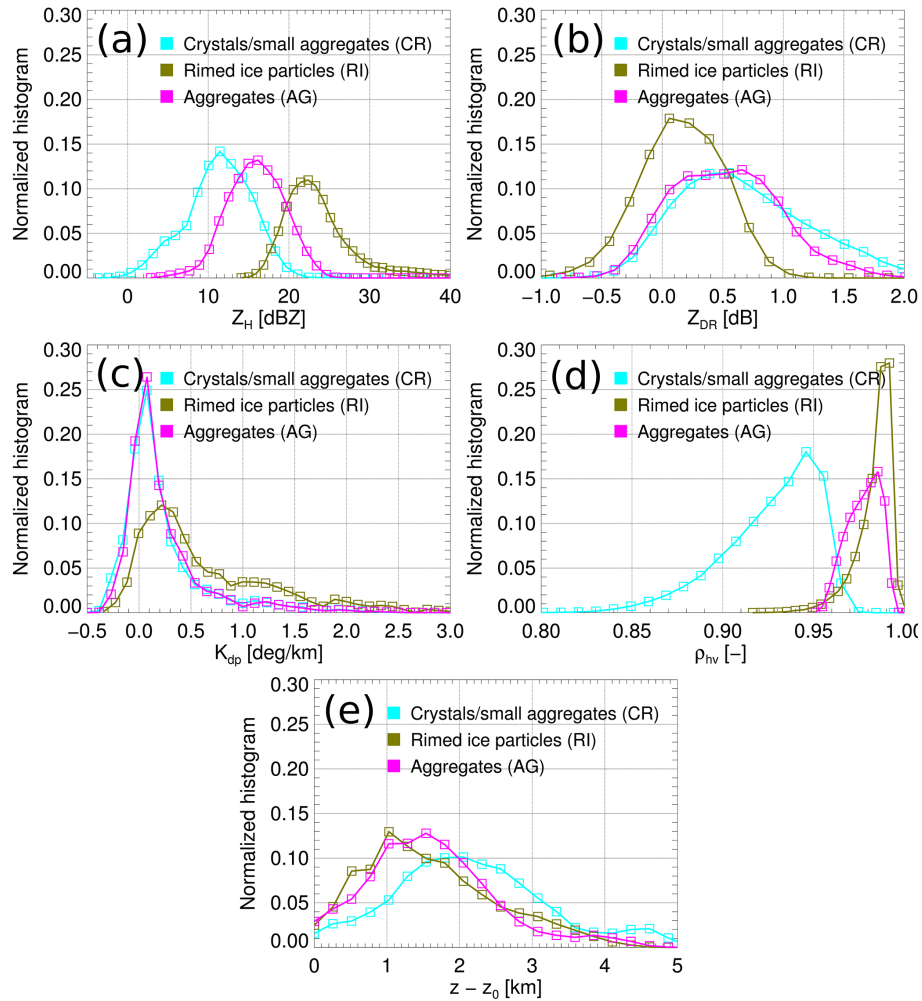 (a)
Crystals/small aggregates (CR)
Rimed ice particles (RI)
Aggregates (AG)
Normalized histogram
0.30
0.25
0.20
0.15
0.10
0.05
0.00
0 10 20 30 40
Z_H [dBZ]
(b)
Crystals/small aggregates (CR)
Rimed ice particles (RI)
Aggregates (AG)
Normalized histogram
0.30
0.25
0.20
0.15
0.10
0.05
0.00
−1.0 −0.5 0.0 0.5 1.0 1.5 2.0
Z_DR [dB]
(c)
Crystals/small aggregates (CR)
Rimed ice particles (RI)
Aggregates (AG)
Normalized histogram
0.30
0.25
0.20
0.15
0.10
0.05
0.00
−0.5 0.0 0.5 1.0 1.5 2.0 2.5 3.0
K_dp [deg/km]
(d)
Crystals/small aggregates (CR)
Rimed ice particles (RI)
Aggregates (AG)
Normalized histogram
0.30
0.25
0.20
0.15
0.10
0.05
0.00
0.80 0.85 0.90 0.95 1.00
ρ_hv [−]
(e)
Crystals/small aggregates (CR)
Rimed ice particles (RI)
Aggregates (AG)
Normalized histogram
0.30
0.25
0.20
0.15
0.10
0.05
0.00
0 1 2 3 4 5
z − z_0 [km]